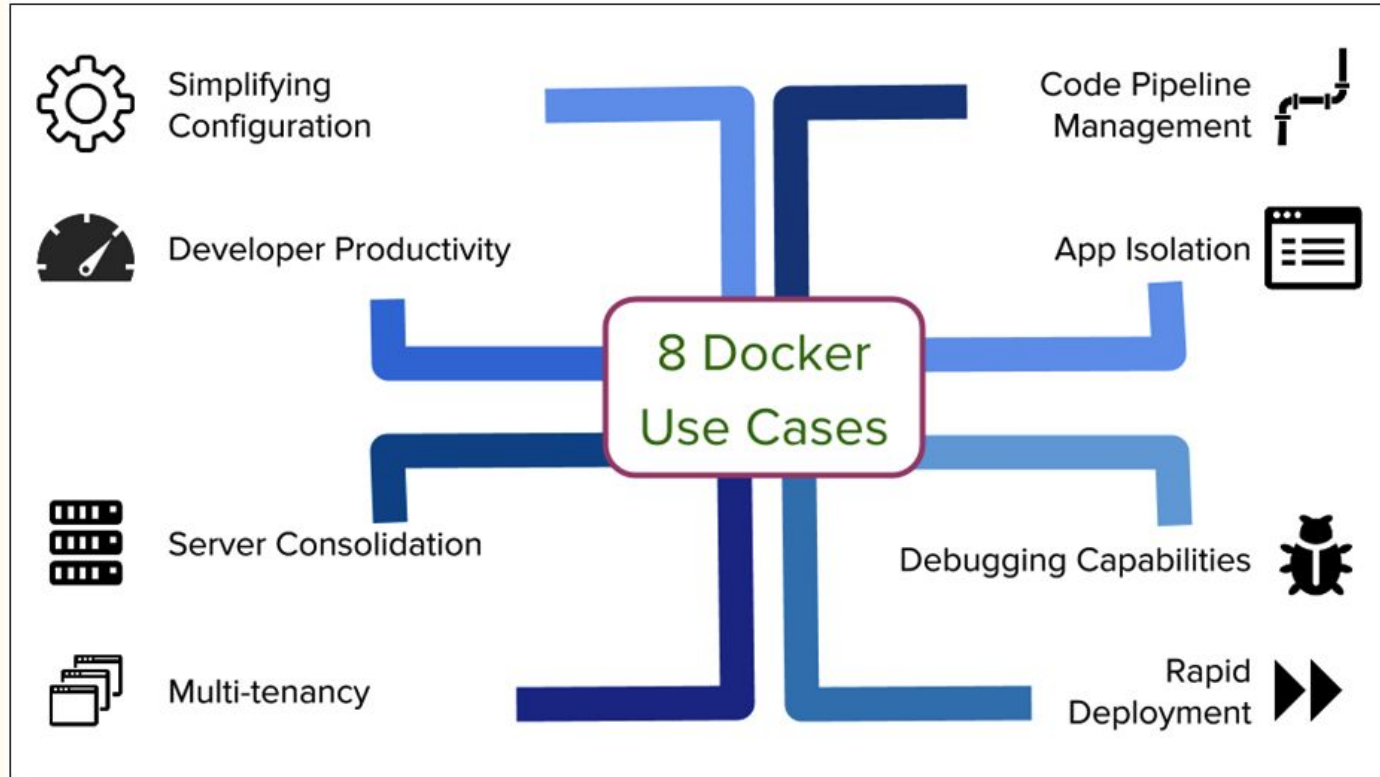 Simplifying
Configuration
Developer Productivity
Server Consolidation
Multi-tenancy
8 Docker
Use Cases
Code Pipeline
Management
App Isolation
Debugging Capabilities
Rapid
Deployment